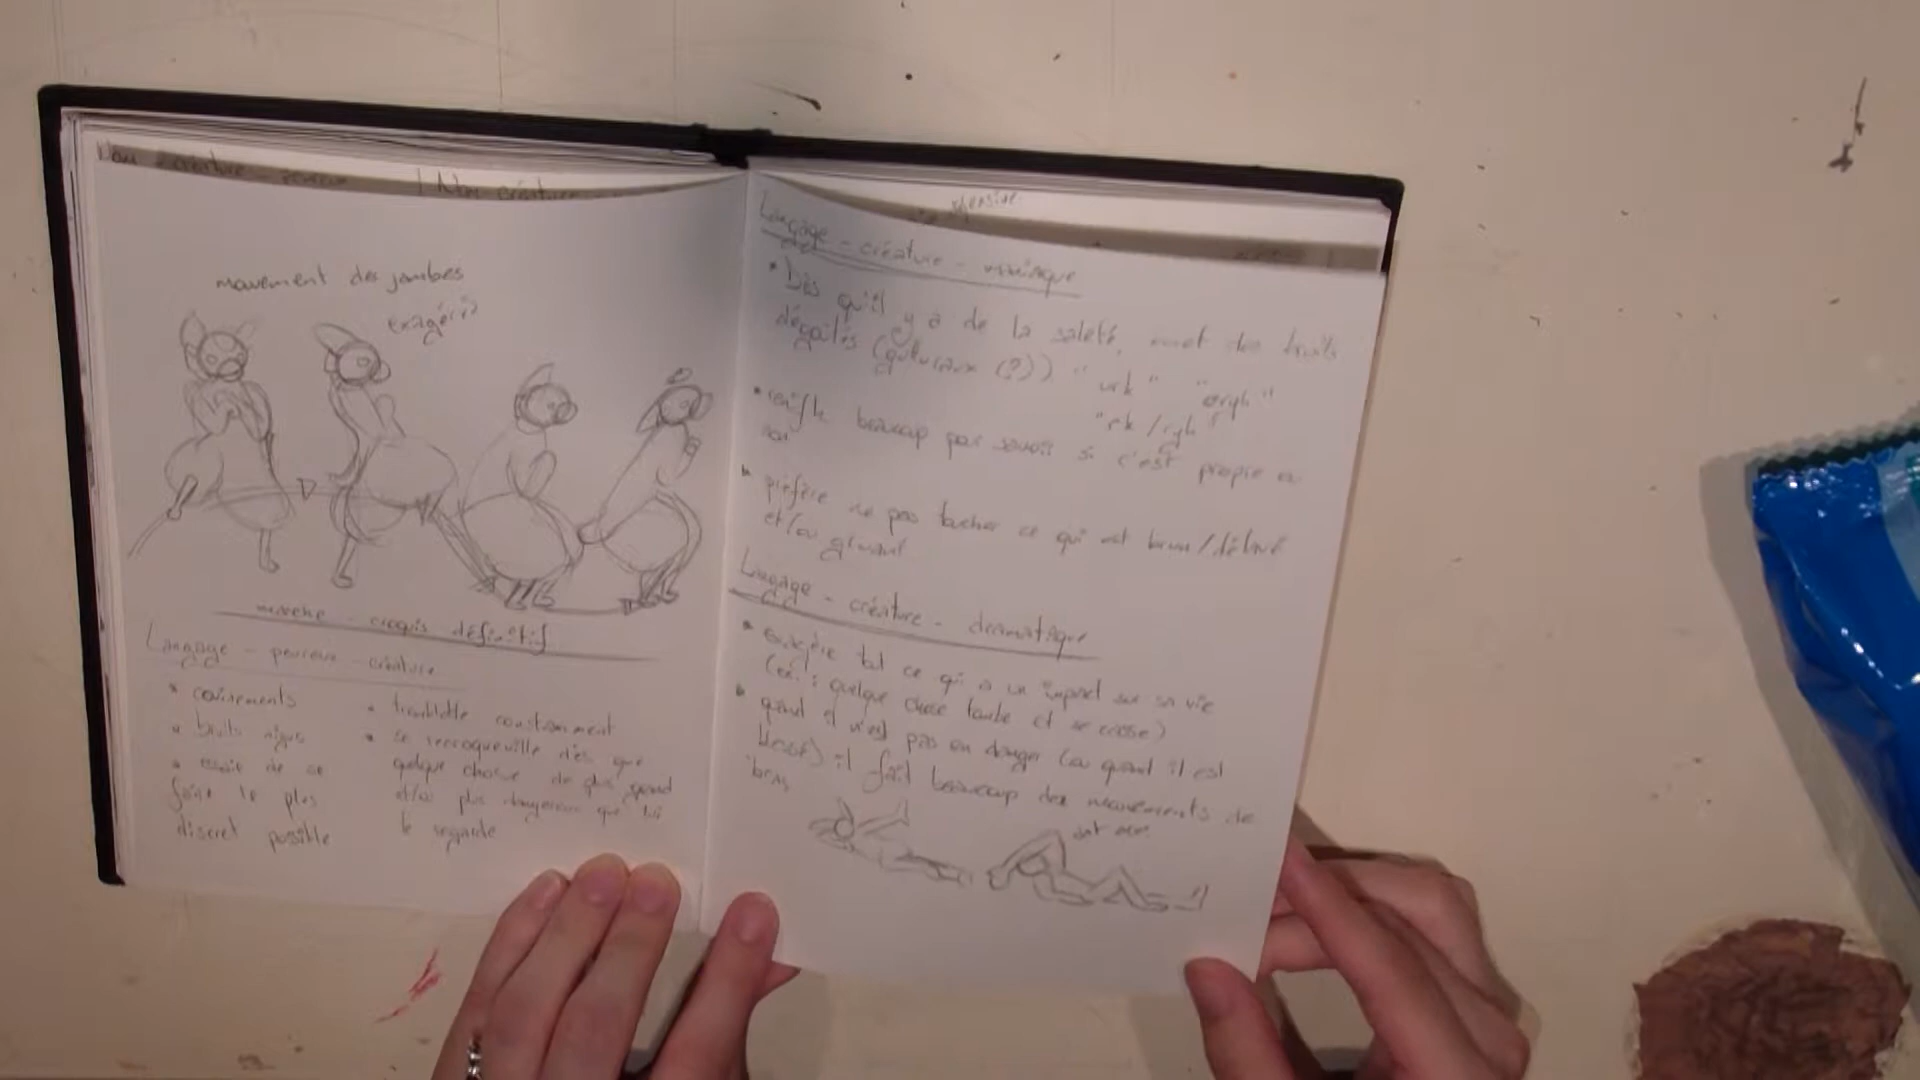 mouvement des jambes
exagéré
marche - croquis définitif
Langage - peureux - créature
* couinements
* bruits aigus
* essaie de se
faire le plus
discret possible
* tremblotte constamment
* se recroqueville dès que
quelque chose de plus grand
et/ou plus dangereux que lui
le regarde
Langage - créature - maniaque
* Dès qu'il y a de la saleté, émet des bruits
dégoûtés (gutturaux (?)) "urk" "orgh"
"rk/rgh"
* renifle beaucoup pour savoir si c'est propre ou
non
* préfère ne pas toucher ce qui est brun/délavé
et/ou gluant
Langage - créature - dramatique
* exagère tout ce qui a un impact sur sa vie
(ex: quelque chose tombe et se casse)
* quand il n'est pas en danger (ou quand il est
blessé) il fait beaucoup des mouvements de
bras